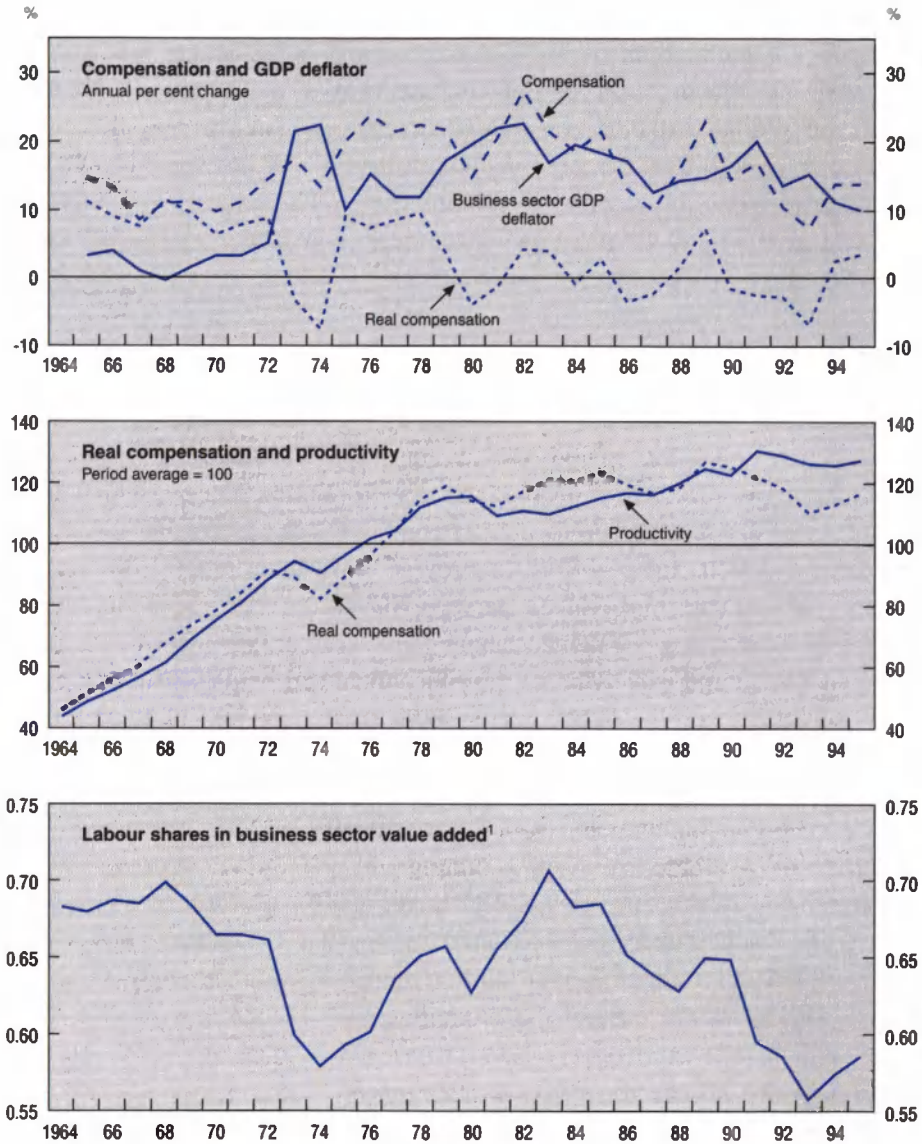 % %
Compensation and GDP deflator
Annual per cent change
Compensation
Business sector GDP
deflator
Real compensation
30 30
20 20
10 10
0 0
-10 -10
1964 66 68 70 72 74 76 78 80 82 84 86 88 90 92 94
140 140
Real compensation and productivity
Period average = 100
120 120
Productivity
100 100
80 80
Real compensation
60 60
40 40
1964 66 68 70 72 74 76 78 80 82 84 86 88 90 92 94
0.75 0.75
Labour shares in business sector value added¹
0.70 0.70
0.65 0.65
0.60 0.60
0.55 0.55
1964 66 68 70 72 74 76 78 80 82 84 86 88 90 92 94